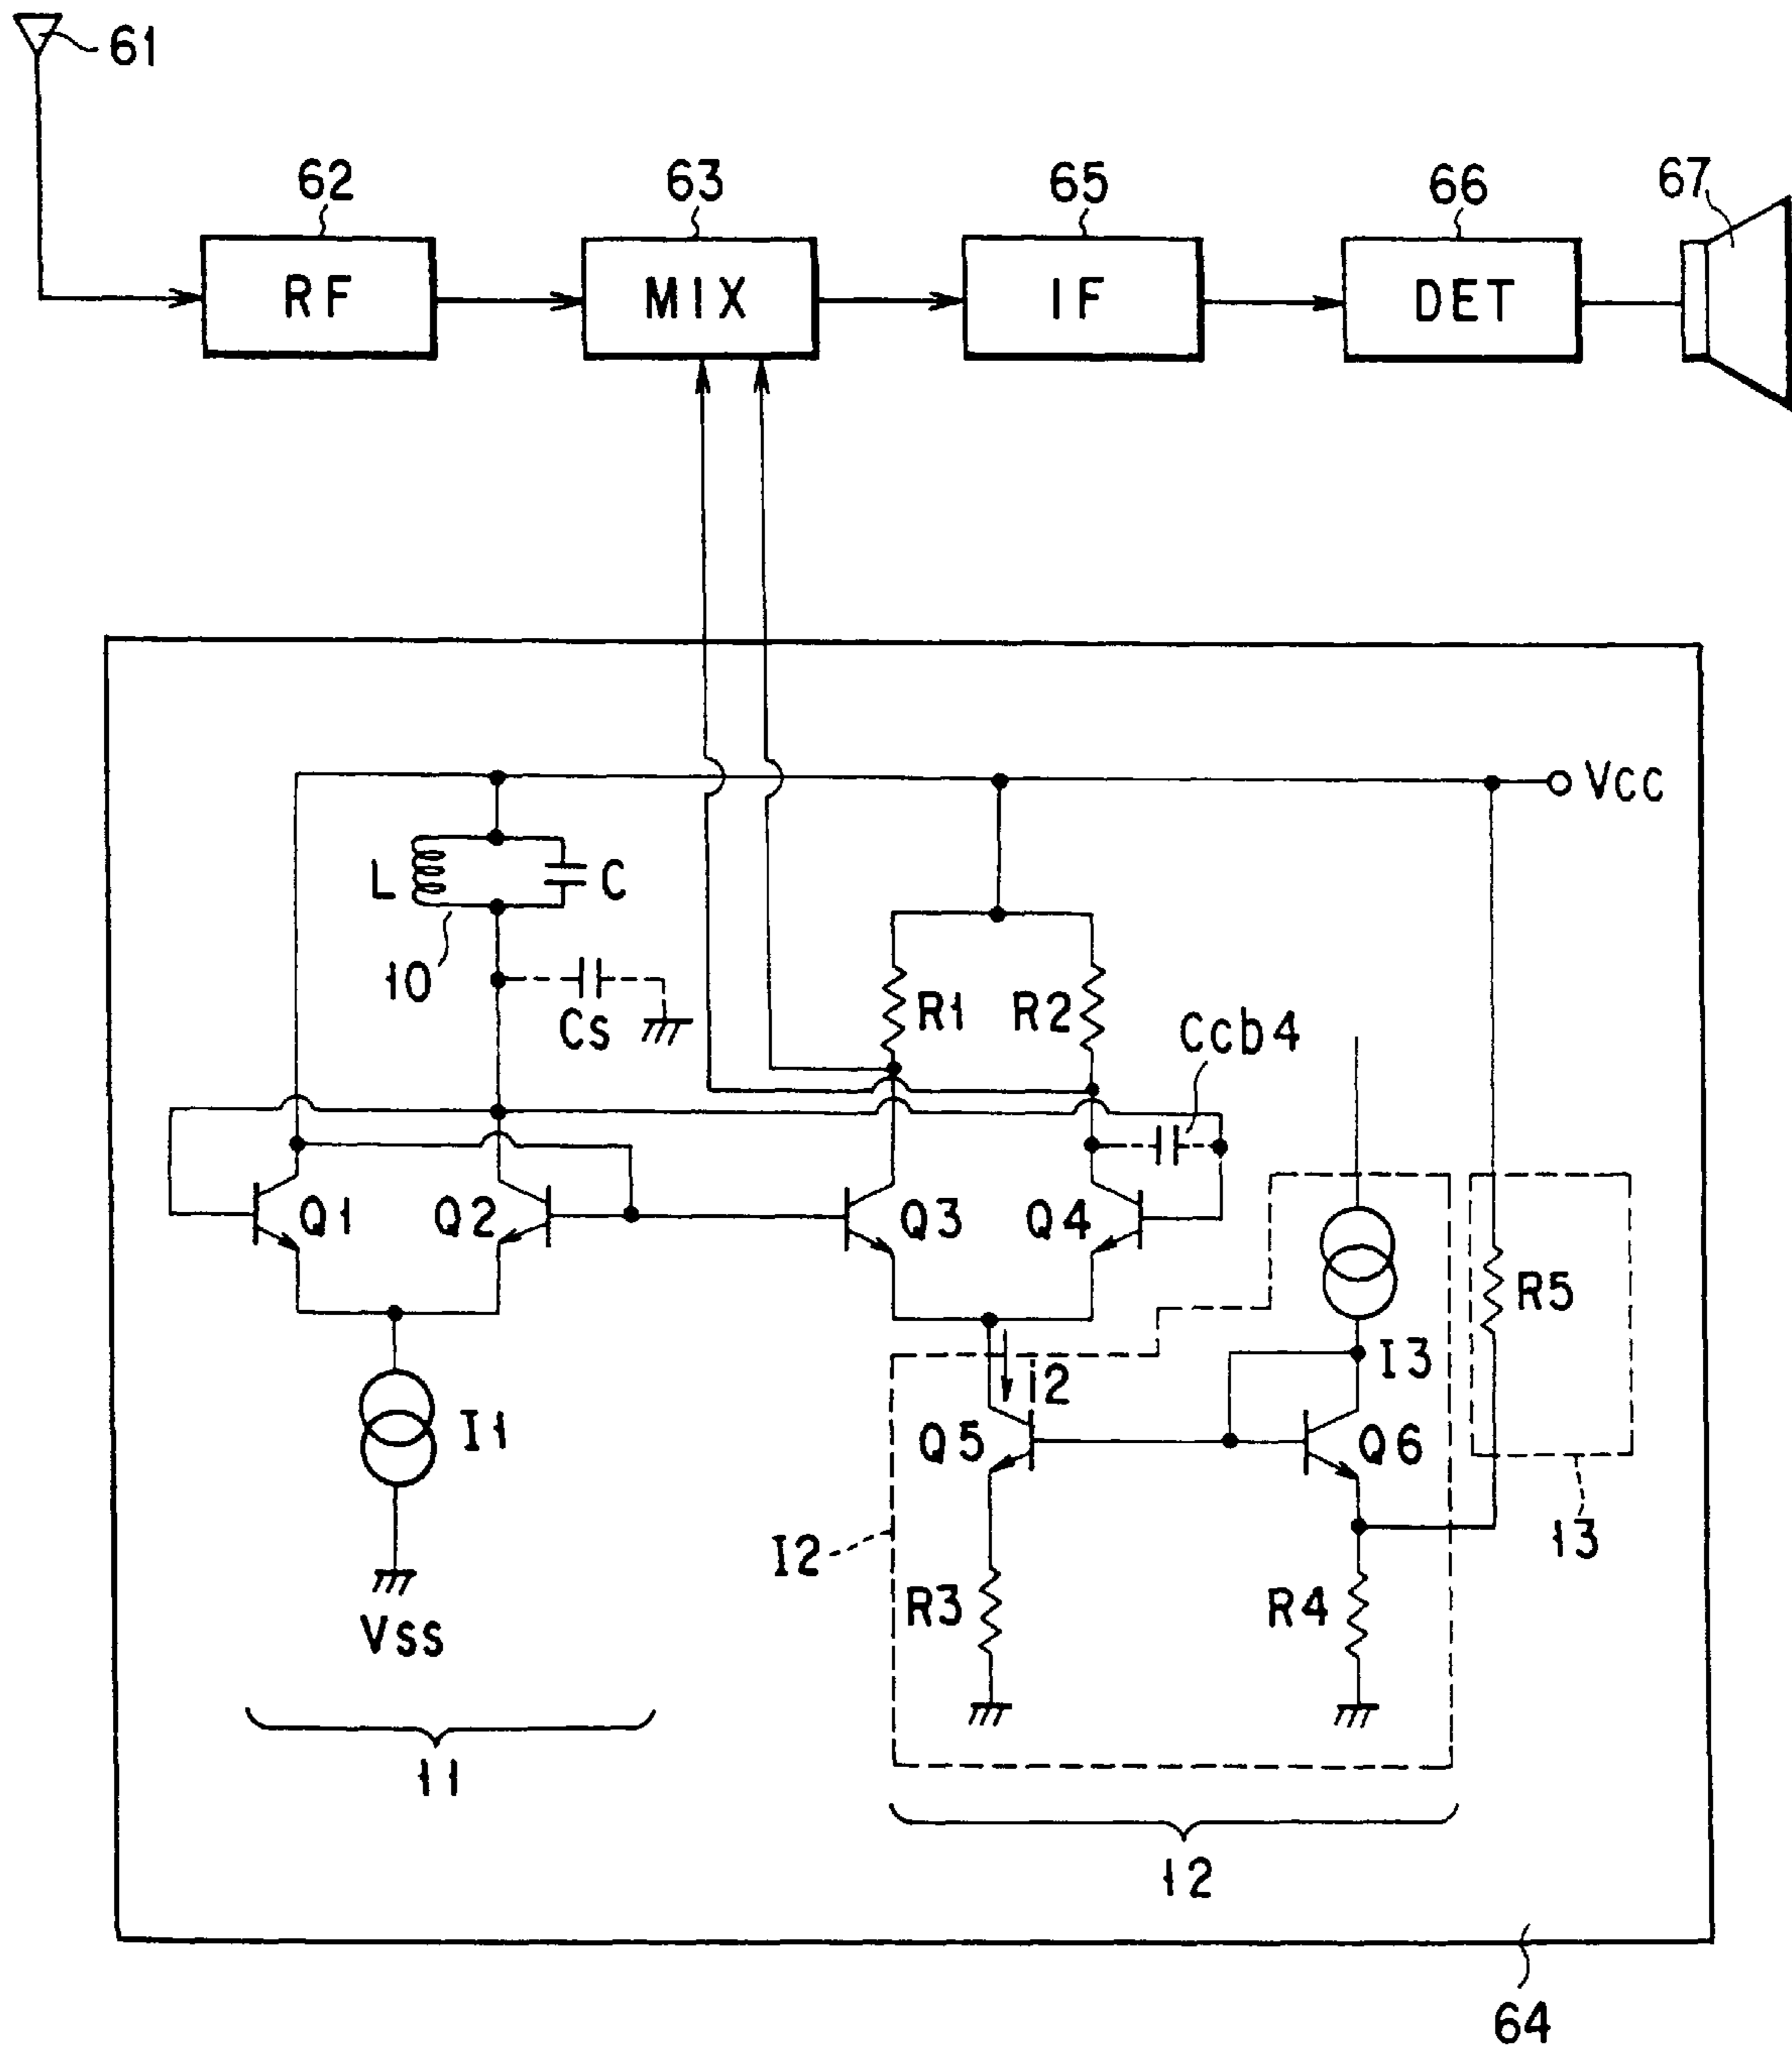 61
62
63
65
66
67
RF
MIX
IF
DET
Vcc
L
C
10
Cs
R1
R2
Ccb4
Q1
Q2
Q3
Q4
R5
I3
i2
I1
Q5
Q6
I2
13
R3
R4
Vss
11
12
64